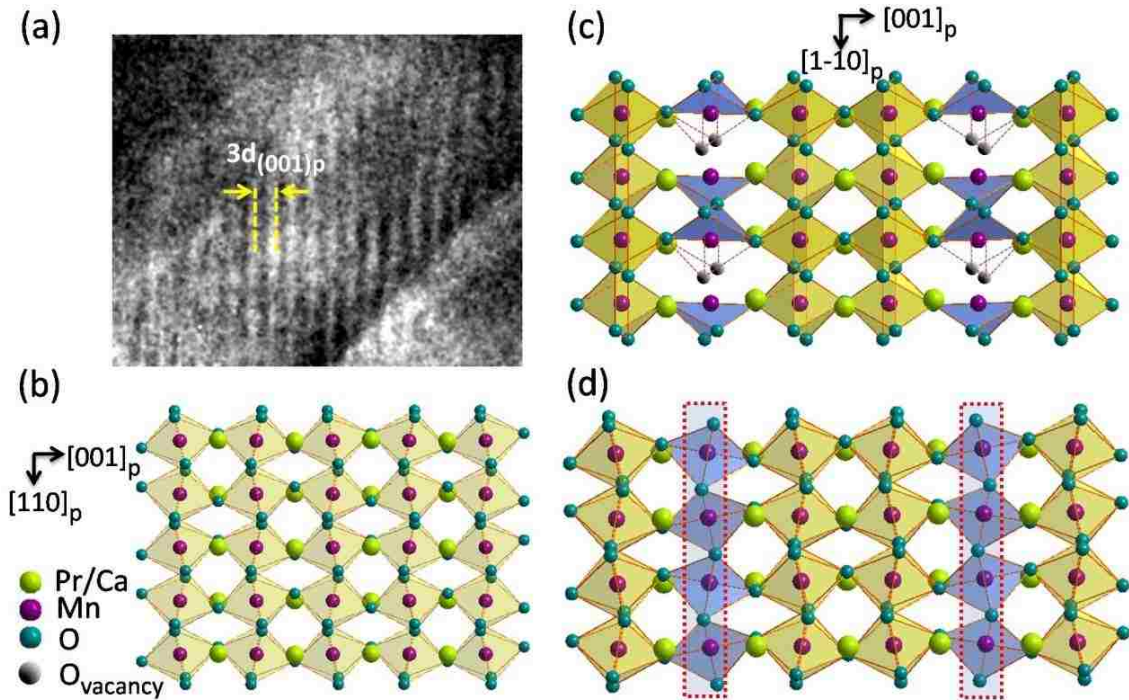 (a)
3d(001)p
(b)
[001]p
[110]p
Pr/Ca
Mn
O
Ovacancy
(c)
[001]p
[1-10]p
(d)